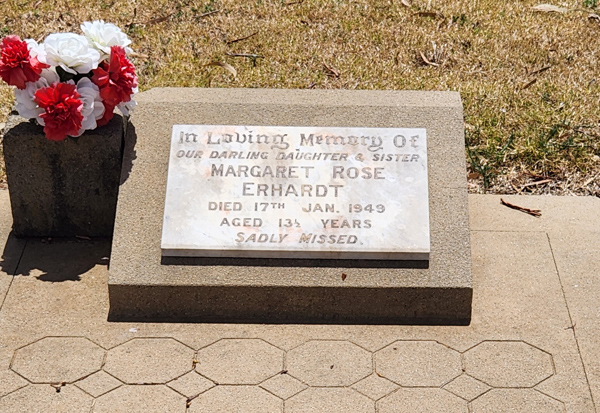 In Loving Memory Of
OUR DARLING DAUGHTER & SISTER
MARGARET ROSE
ERHARDT
DIED 17TH JAN. 1949
AGED 13½ YEARS
SADLY MISSED.